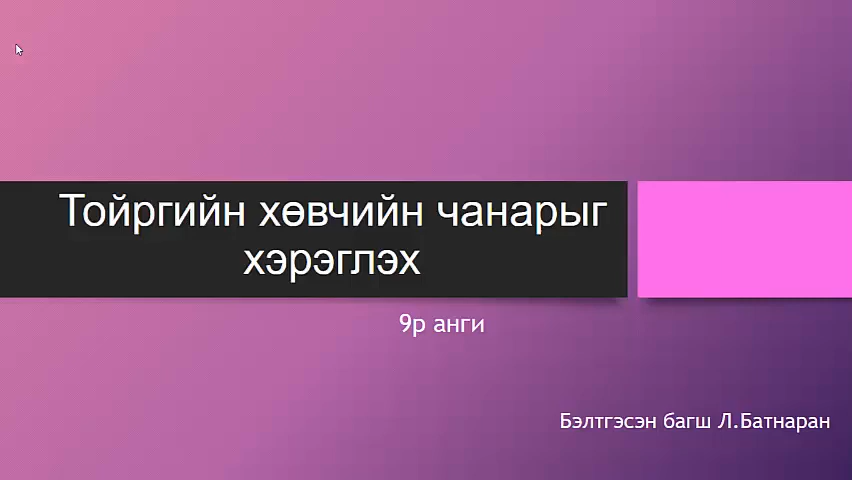 Тойргийн хөвчийн чанарыг
хэрэглэх
9р анги
Бэлтгэсэн багш Л.Батнаран